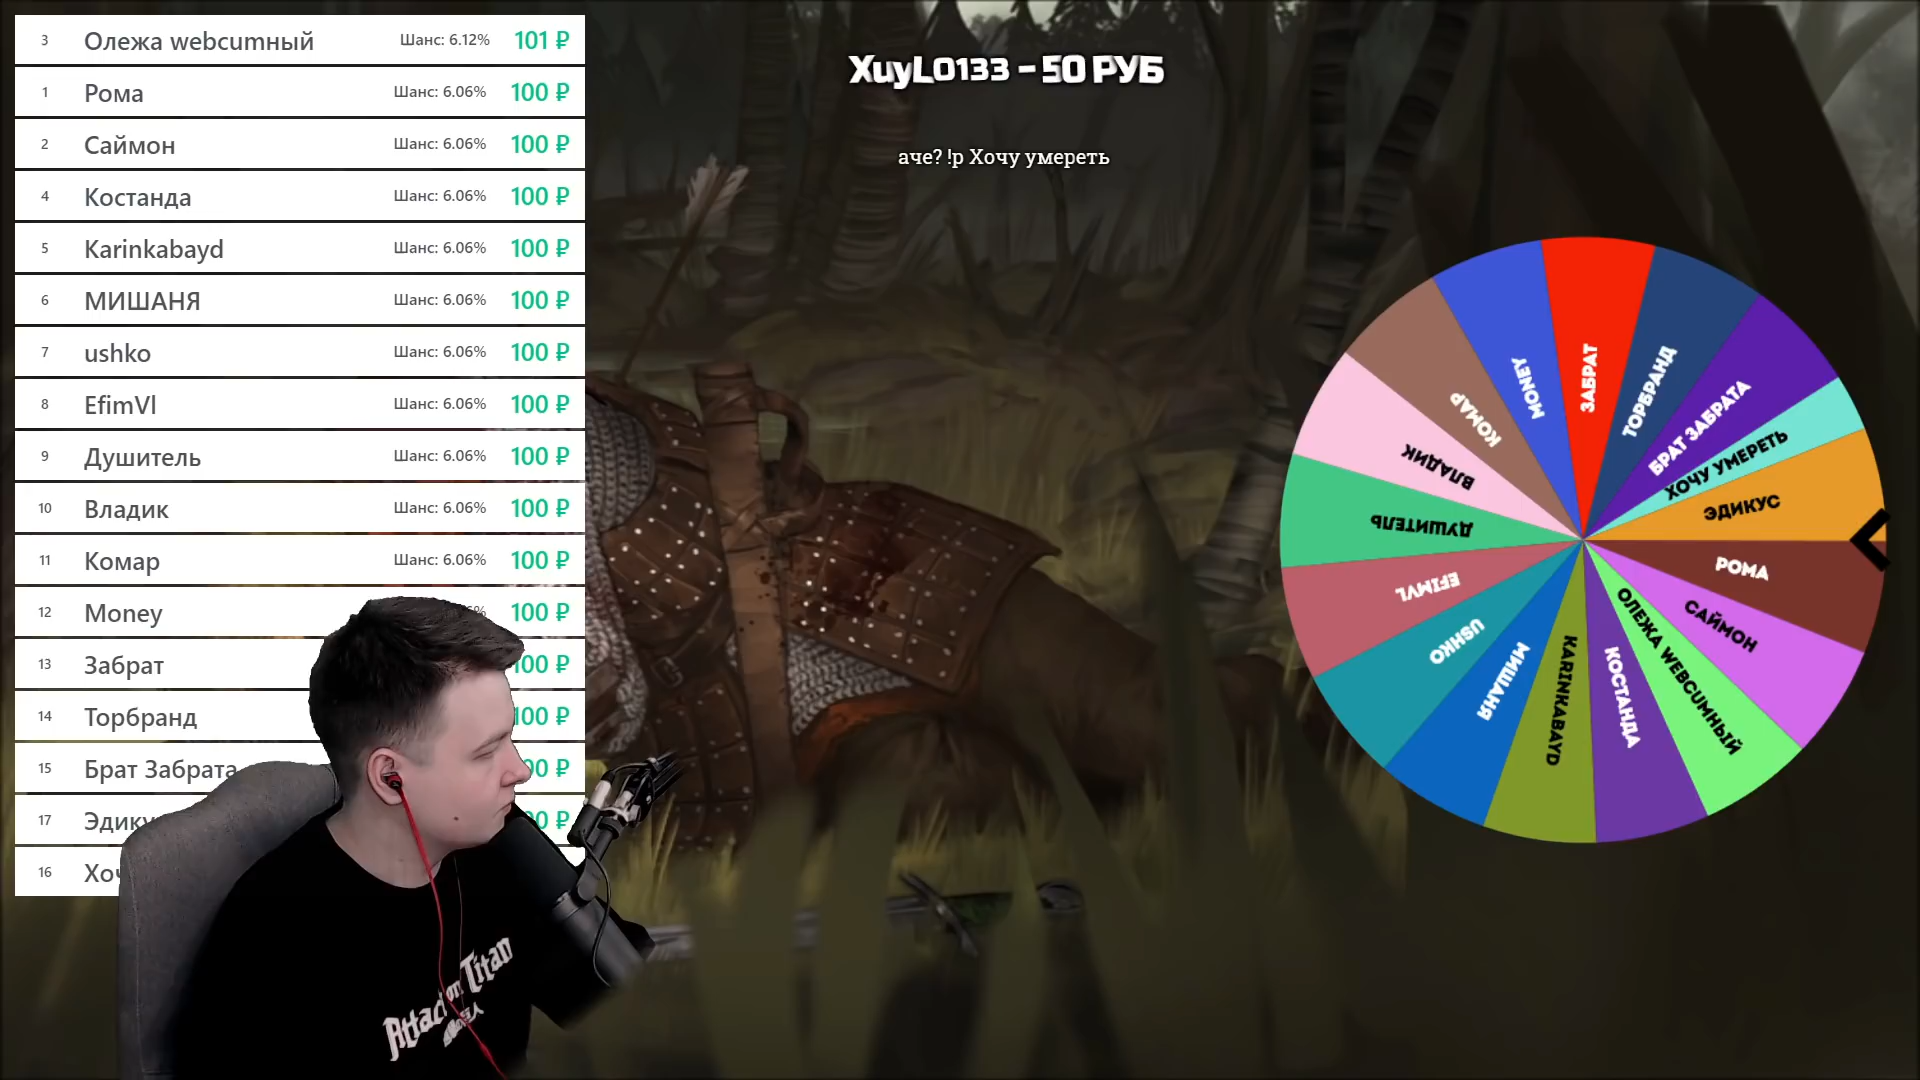 3 Олежа webcumный Шанс: 6.12% 101 ₽
1 Рома Шанс: 6.06% 100 ₽
2 Саймон Шанс: 6.06% 100 ₽
4 Костанда Шанс: 6.06% 100 ₽
5 Karinkabayd Шанс: 6.06% 100 ₽
6 МИШАНЯ Шанс: 6.06% 100 ₽
7 ushko Шанс: 6.06% 100 ₽
8 EfimVl Шанс: 6.06% 100 ₽
9 Душитель Шанс: 6.06% 100 ₽
10 Владик Шанс: 6.06% 100 ₽
11 Комар Шанс: 6.06% 100 ₽
12 Money 100 ₽
13 Забрат 100 ₽
14 Торбранд 100 ₽
15 Брат Забрата
17
16
XuyLO133 – 50 РУБ
аче? !р Хочу умереть
MONEY
ЗАБРАТ
ТОРБРАНД
БРАТ ЗАБРАТА
ХОЧУ УМЕРЕТЬ
ЭДИКУС
РОМА
САЙМОН
ОЛЕЖА WEBCUMНЫЙ
КОСТАНДА
KARINKABAYD
МИШАНЯ
USHKO
EFIMVL
ДУШИТЕЛЬ
ВЛАДИК
КОМАР
Attack on Titan